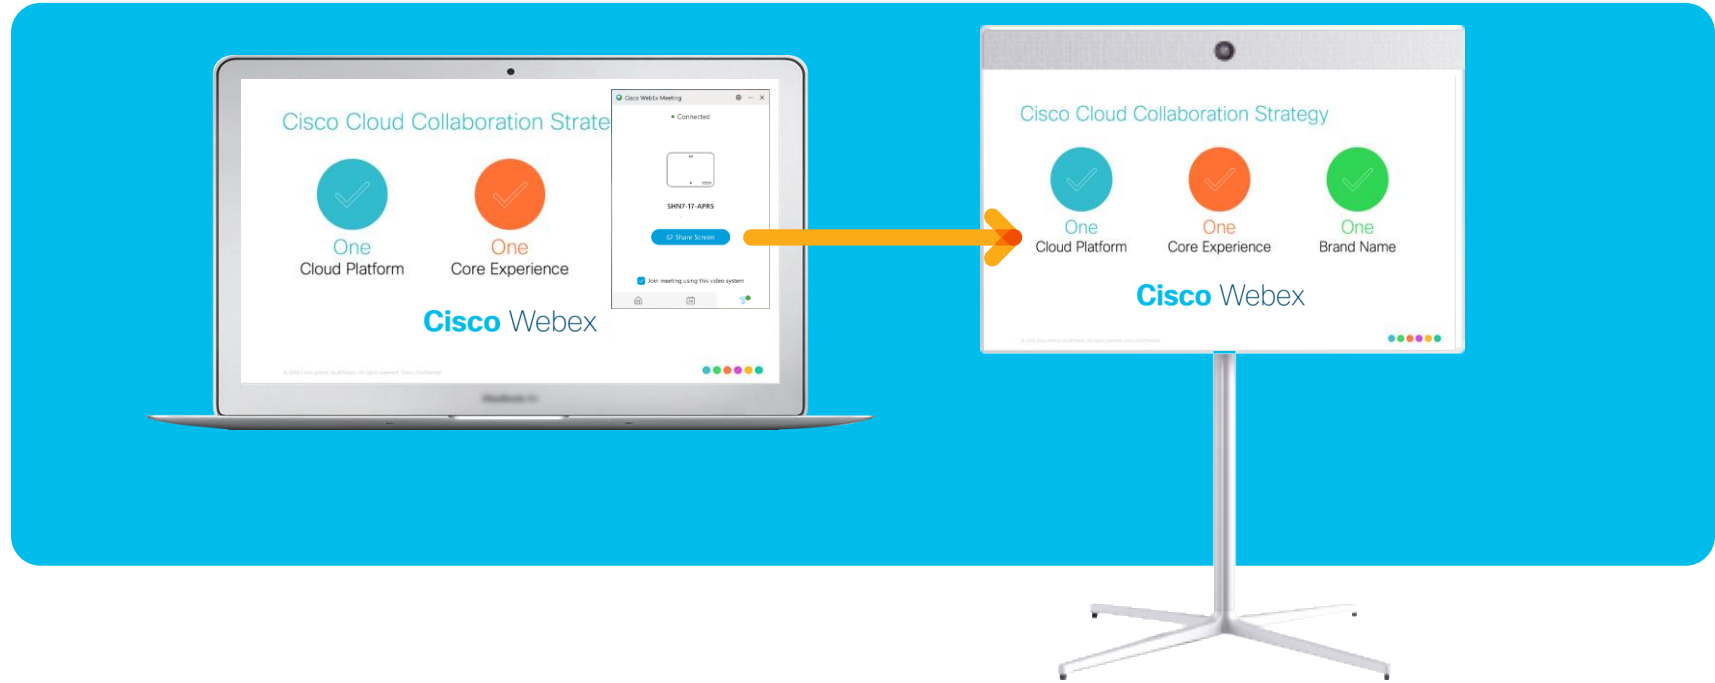 Cisco Cloud Collaboration Strate
One
Cloud Platform
One
Core Experience
Cisco Webex
Cisco WebEx Meeting
Connected
SHN7-17-APR5
Share Screen
Join meeting using this video system
Cisco Cloud Collaboration Strategy
One
Cloud Platform
One
Core Experience
One
Brand Name
Cisco Webex